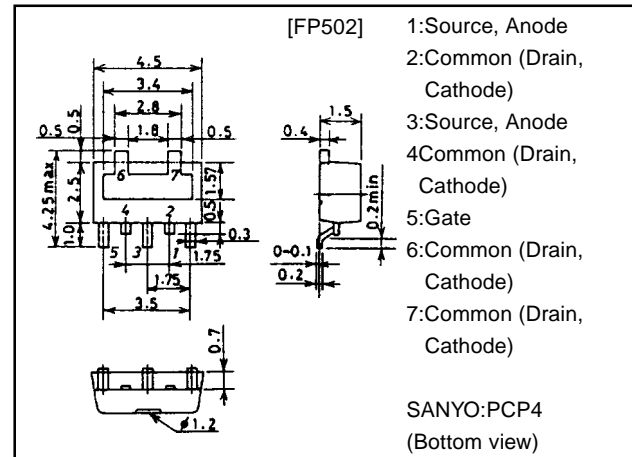 [FP502]
4.5
3.4
2.8
0.5 1.8 0.5
0.5
6 7
4.25max
2.5
1.57
4 2
0.5
1.0
0.3
5 3 1 1.75
1.75
3.5
0.7
ø1.2
1.5
0.4
0.2min
0~0.1
0.2
1:Source, Anode
2:Common (Drain,
Cathode)
3:Source, Anode
4Common (Drain,
Cathode)
5:Gate
6:Common (Drain,
Cathode)
7:Common (Drain,
Cathode)
SANYO:PCP4
(Bottom view)